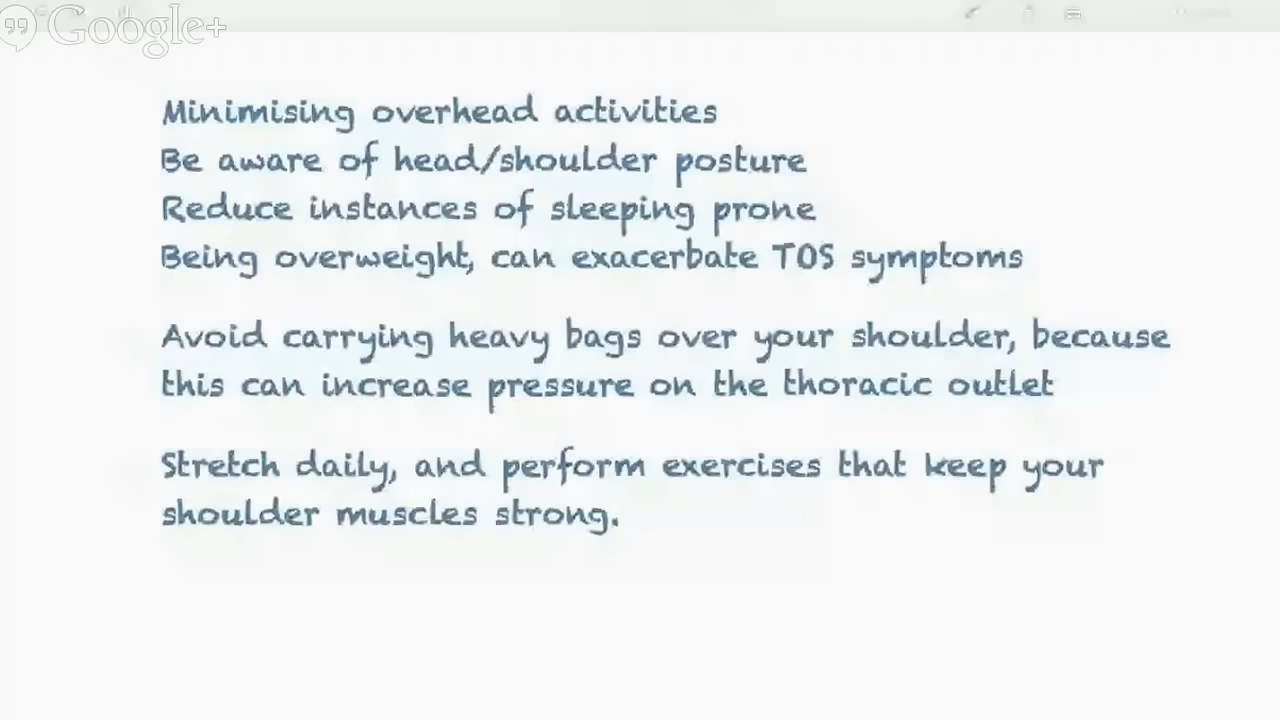 Google+
Minimising overhead activities
Be aware of head/shoulder posture
Reduce instances of sleeping prone
Being overweight, can exacerbate TOS symptoms
Avoid carrying heavy bags over your shoulder, because
this can increase pressure on the thoracic outlet
Stretch daily, and perform exercises that keep your
shoulder muscles strong.